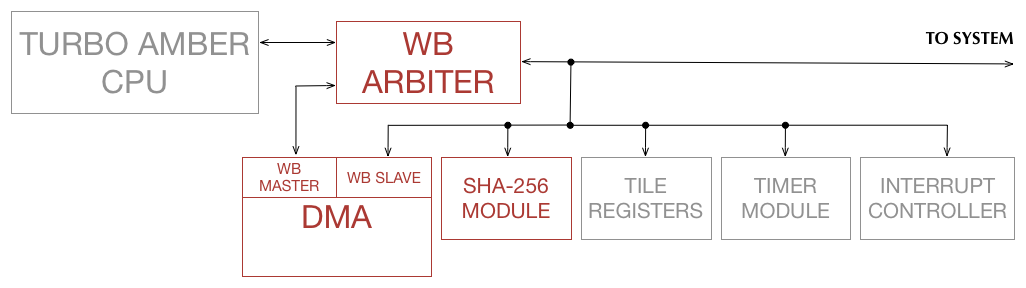 TURBO AMBER
CPU
WB
ARBITER
TO SYSTEM
WB
MASTER
WB SLAVE
DMA
SHA-256
MODULE
TILE
REGISTERS
TIMER
MODULE
INTERRUPT
CONTROLLER